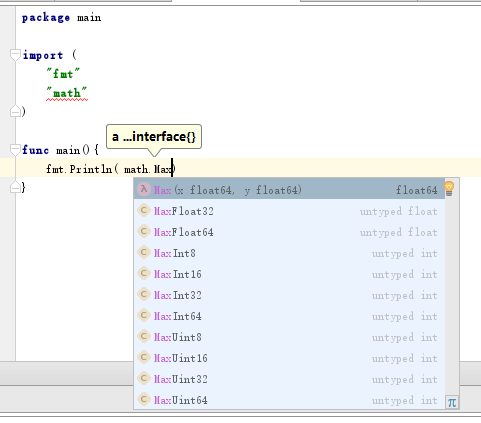 package main
import (
"fmt"
"math"
)
a ...interface{}
func main(){
fmt.Println( math.Max)
}
λ Max(x float64, y float64) float64
C MaxFloat32 untyped float
C MaxFloat64 untyped float
C MaxInt8 untyped int
C MaxInt16 untyped int
C MaxInt32 untyped int
C MaxInt64 untyped int
C MaxUint8 untyped int
C MaxUint16 untyped int
C MaxUint32 untyped int
C MaxUint64 untyped int
π